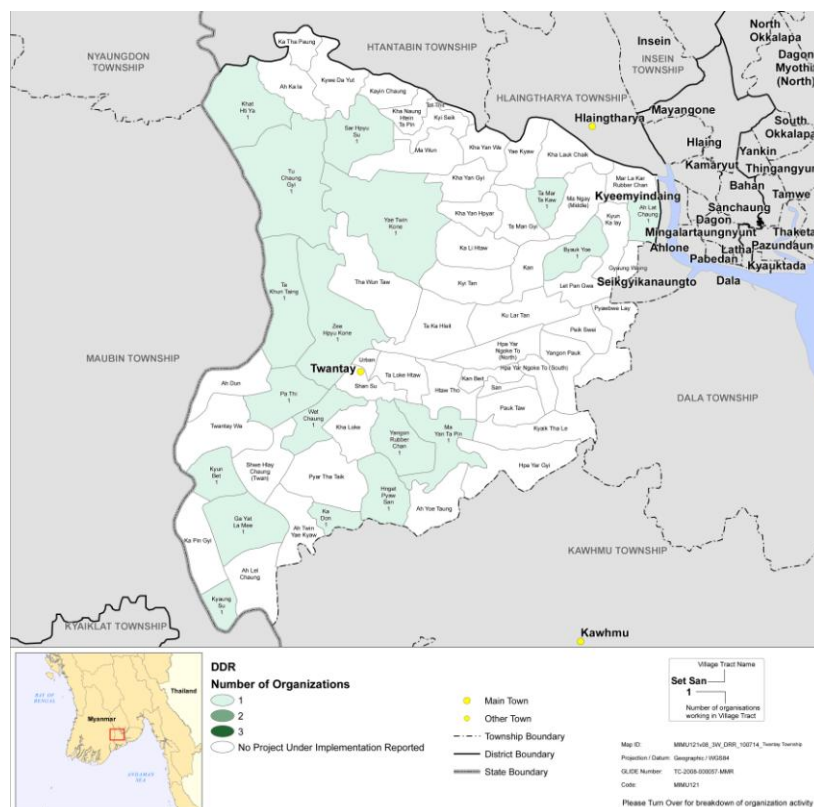 NYAUNGDON
TOWNSHIP
HTANTABIN TOWNSHIP
Insein
INSEIN
TOWNSHIP
North
Okkalapa
Dagon
Myothit
(North)
HLAINGTHARYA TOWNSHIP
Hlaingtharya
Mayangone
South
Okkalapa
Hlaing
Yankin
Kamaryut
Thingangyun
Bahan
Tamwe
Kyeemyindaing
Sanchaung
Dagon
Mingalartaungnyunt
Thaketa
Ahlone
Latha
Pazundaung
Pabedan
Kyauktada
Seikgyikanaungto
Dala
Ka Tha Paung
Ah Ka la
Kywe Da Yut
Kayin Chaung
Khat
Hti Ya
1
Sar Hpyu
Su
1
Kha Naung
Htein
Ta Pin
Kyi Saik
Ma Wun
Kha Yan Wa
Yae Kyaw
Kha Lauk Chaik
Tu
Chaung
Gyi
1
Kha Yan Gyi
Ta Mar
Ta Kaw
1
Ma Ngay
(Middle)
Mar La Kar
Rubber Chan
Yae Twin
Kone
1
Kha Yan Hpyar
Ta Man Gyi
Kyun
Ka lay
Ah Lat
Chaung
1
Ka Li Htaw
Byauk Yae
1
Ken
Gyaung Waing
Ta
Khun Taing
1
Tha Wun Taw
Kyi Tan
Let Pan Gwa
Zee
Hpyu Kone
1
Ta Ka Hlatt
Ku Lar Tan
Pyawbwe Lay
Paik Swei
MAUBIN TOWNSHIP
Twantay
Urban
Shan Su
Ta Loke Htaw
Hpa Yar
Ngoke To
(North)
Yangon Pauk
Hpa Yar Ngoke To (South)
DALA TOWNSHIP
Ah Dun
Pa Thi
1
Kan Beit
Htaw Tho
San
Pauk Taw
Twantay Wa
Wat
Chaung
1
Kha Loke
Yangon
Rubber
Chan
1
Ma
Yan Ta Pin
1
Kyaik Tha Le
Kyun
Bet
1
Shwe Hlay
Chaung
(Twan)
Pyar Tha Taik
Hngat
Pyaw
San
1
Hpa Yar Gyi
Ga Yat
La Mee
1
Ka
Don
1
Ah Yoe Taung
Ka Pin Gyi
Ah Twin
Yae Kyaw
Ah Lel
Chaung
KAWHMU TOWNSHIP
Kyaung
Su
1
KYAIKLAT TOWNSHIP
Kawhmu
BAY OF
BENGAL
Myanmar
Thailand
ANDAMAN
SEA
DDR
Number of Organizations
1
2
3
No Project Under Implementation Reported
Main Town
Other Town
Township Boundary
District Boundary
State Boundary
Village Tract Name
Set San
1
Number of organisations
working in Village Tract
Map ID: MIMU121v08_3W_DRR_100714_Twantay Township
Projection / Datum: Geographic / WGS84
GLIDE Number: TC-2008-000057-MMR
Code: MIMU121
Please Turn Over for breakdown of organization activity